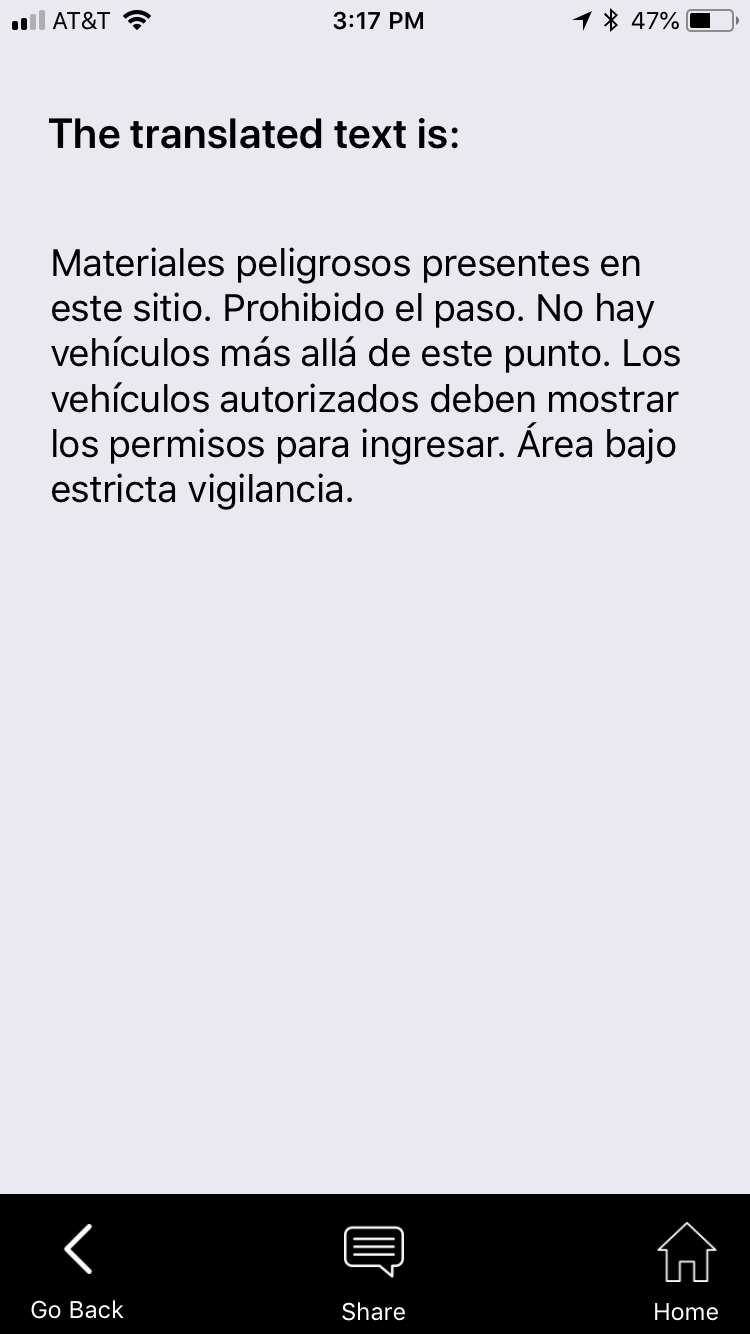 AT&T 3:17 PM 47%
The translated text is:
Materiales peligrosos presentes en
este sitio. Prohibido el paso. No hay
vehículos más allá de este punto. Los
vehículos autorizados deben mostrar
los permisos para ingresar. Área bajo
estricta vigilancia.
Go Back Share Home